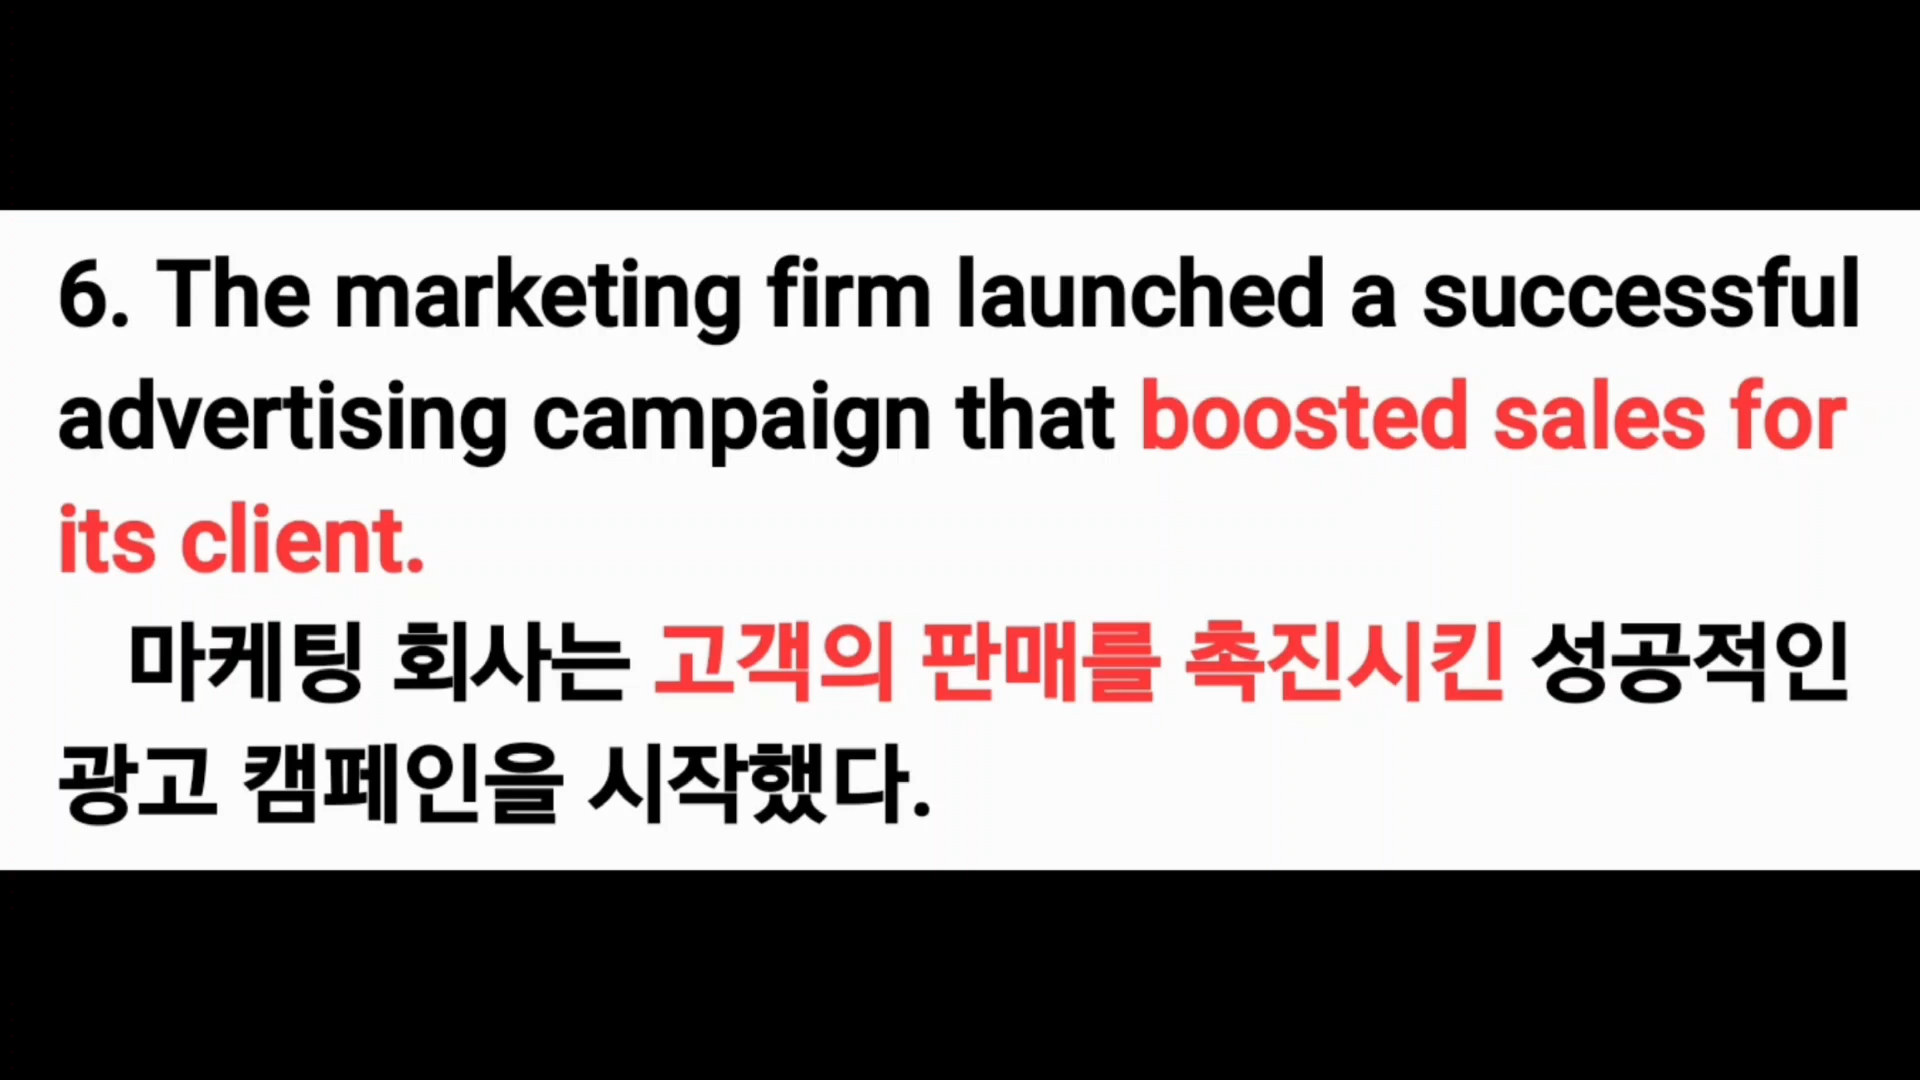 6. The marketing firm launched a successful
advertising campaign that boosted sales for
its client.
마케팅 회사는 고객의 판매를 촉진시킨 성공적인
광고 캠페인을 시작했다.